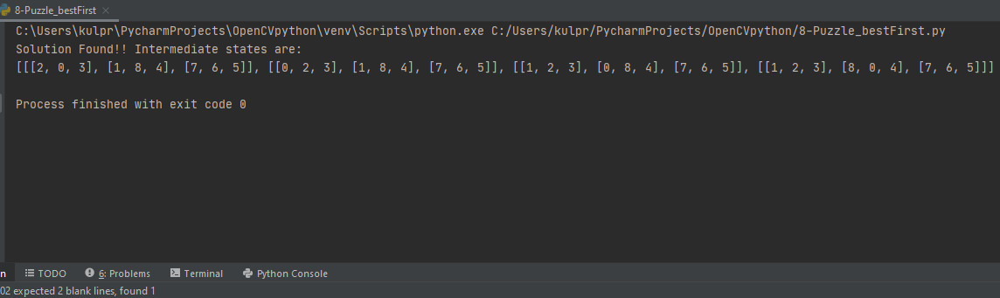 8-Puzzle_bestFirst
C:\Users\kulpr\PycharmProjects\OpenCVpython\venv\Scripts\python.exe C:/Users/kulpr/PycharmProjects/OpenCVpython/8-Puzzle_bestFirst.py
Solution Found!! Intermediate states are:
[[[2, 0, 3], [1, 8, 4], [7, 6, 5]], [[0, 2, 3], [1, 8, 4], [7, 6, 5]], [[1, 2, 3], [0, 8, 4], [7, 6, 5]], [[1, 2, 3], [8, 0, 4], [7, 6, 5]]]
Process finished with exit code 0
n TODO 6: Problems Terminal Python Console
02 expected 2 blank lines, found 1